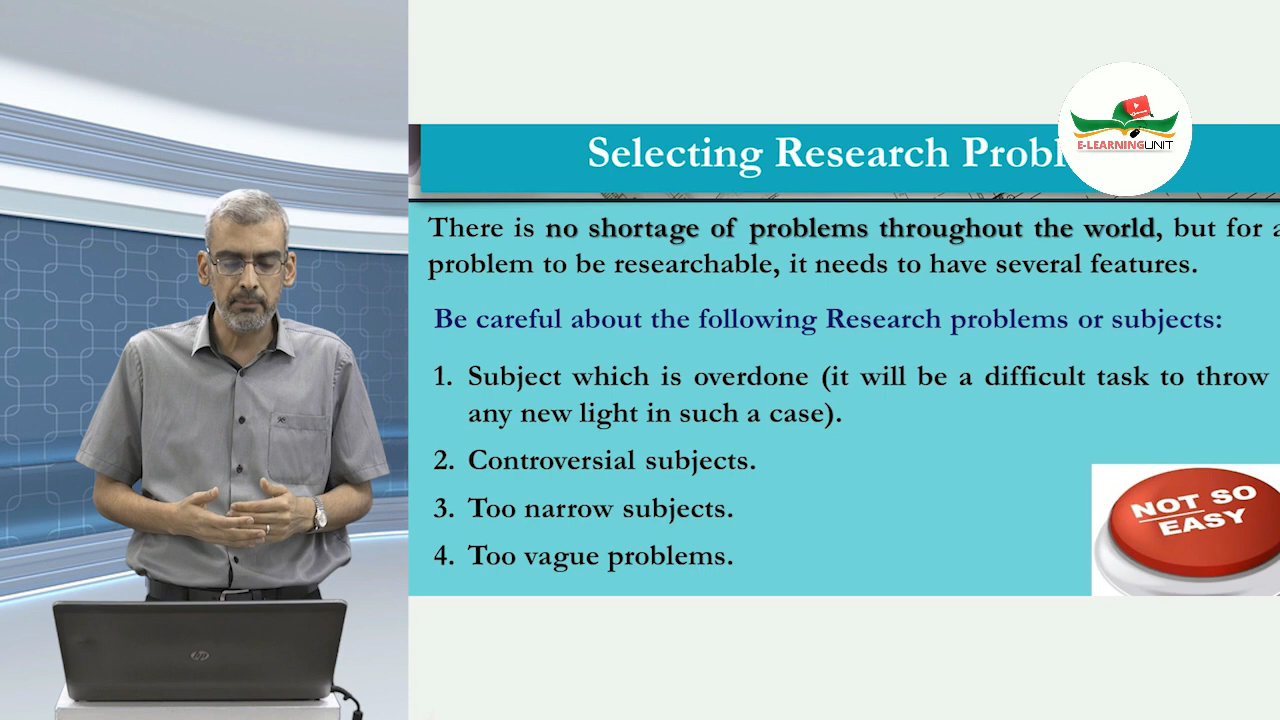 Selecting Research Probl
E-LEARNINGUNIT
There is no shortage of problems throughout the world, but for a
problem to be researchable, it needs to have several features.
Be careful about the following Research problems or subjects:
1. Subject which is overdone (it will be a difficult task to throw
any new light in such a case).
2. Controversial subjects.
3. Too narrow subjects.
4. Too vague problems.
NOT SO
EASY
hp